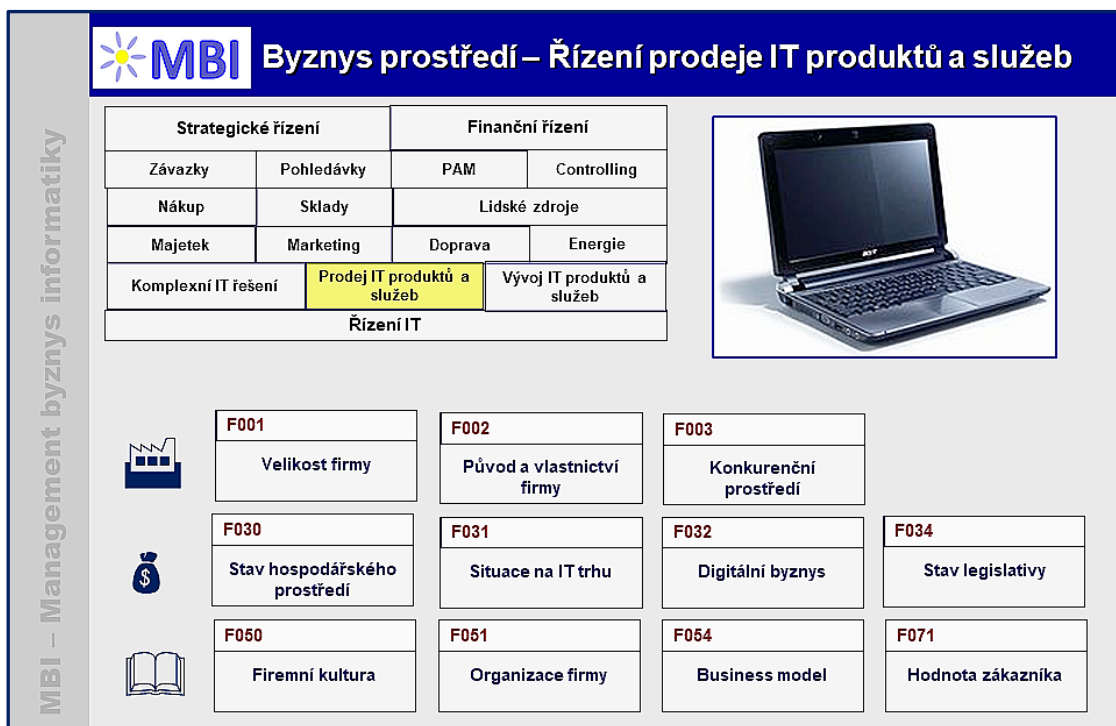 MBI
Byznys prostředí – Řízení prodeje IT produktů a služeb
MBI – Management byznys informatiky
Strategické řízení
Finanční řízení
Závazky
Pohledávky
PAM
Controlling
Nákup
Sklady
Lidské zdroje
Majetek
Marketing
Doprava
Energie
Komplexní IT řešení
Prodej IT produktů a
služeb
Vývoj IT produktů a
služeb
Řízení IT
acer
F001
Velikost firmy
F002
Původ a vlastnictví
firmy
F003
Konkurenční
prostředí
F030
Stav hospodářského
prostředí
F031
Situace na IT trhu
F032
Digitální byznys
F034
Stav legislativy
F050
Firemní kultura
F051
Organizace firmy
F054
Business model
F071
Hodnota zákazníka
$